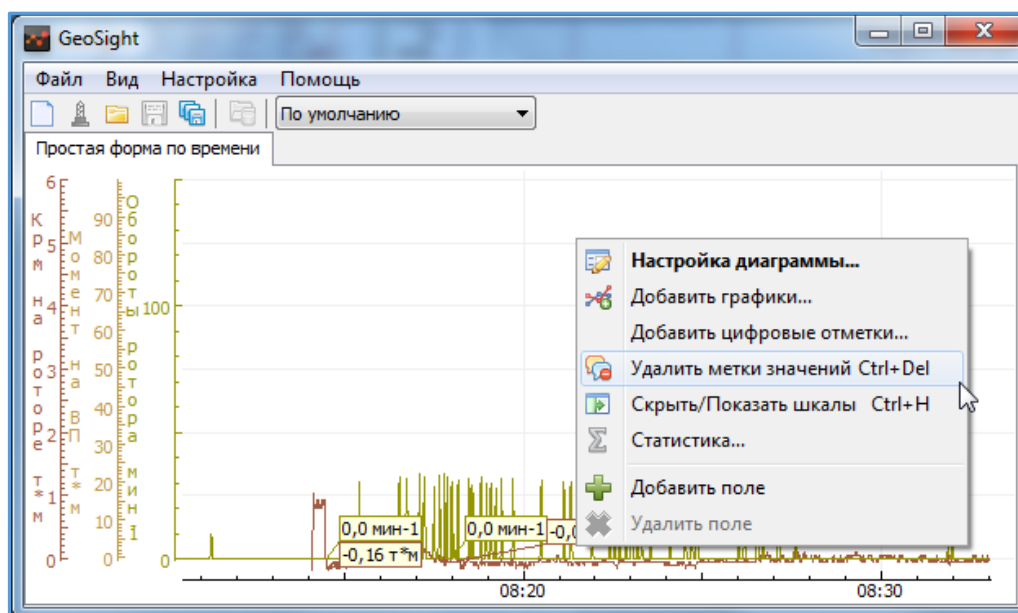 GeoSight
Файл Вид Настройка Помощь
По умолчанию
Простая форма по времени
6
5
4
3
2
1
0
Крм на роторе т*м
90
80
70
60
50
40
30
20
10
0
Момент на ВП т*м
Обороты ротора мин-1
100
0
0,0 мин-1
-0,16 т*м
0,0 мин-1
-0,0
08:20
08:30
Настройка диаграммы...
Добавить графики...
Добавить цифровые отметки...
Удалить метки значений Ctrl+Del
Скрыть/Показать шкалы Ctrl+H
Статистика...
Добавить поле
Удалить поле